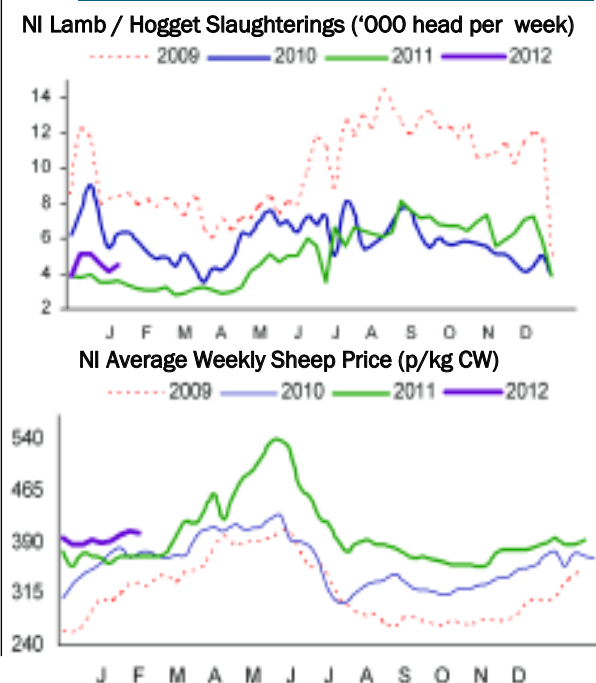 NI Lamb / Hogget Slaughterings (‘000 head per week)
2009 2010 2011 2012
14
12
10
8
6
4
2
J F M A M J J A S O N D
NI Average Weekly Sheep Price (p/kg CW)
2009 2010 2011 2012
540
465
390
315
240
J F M A M J J A S O N D